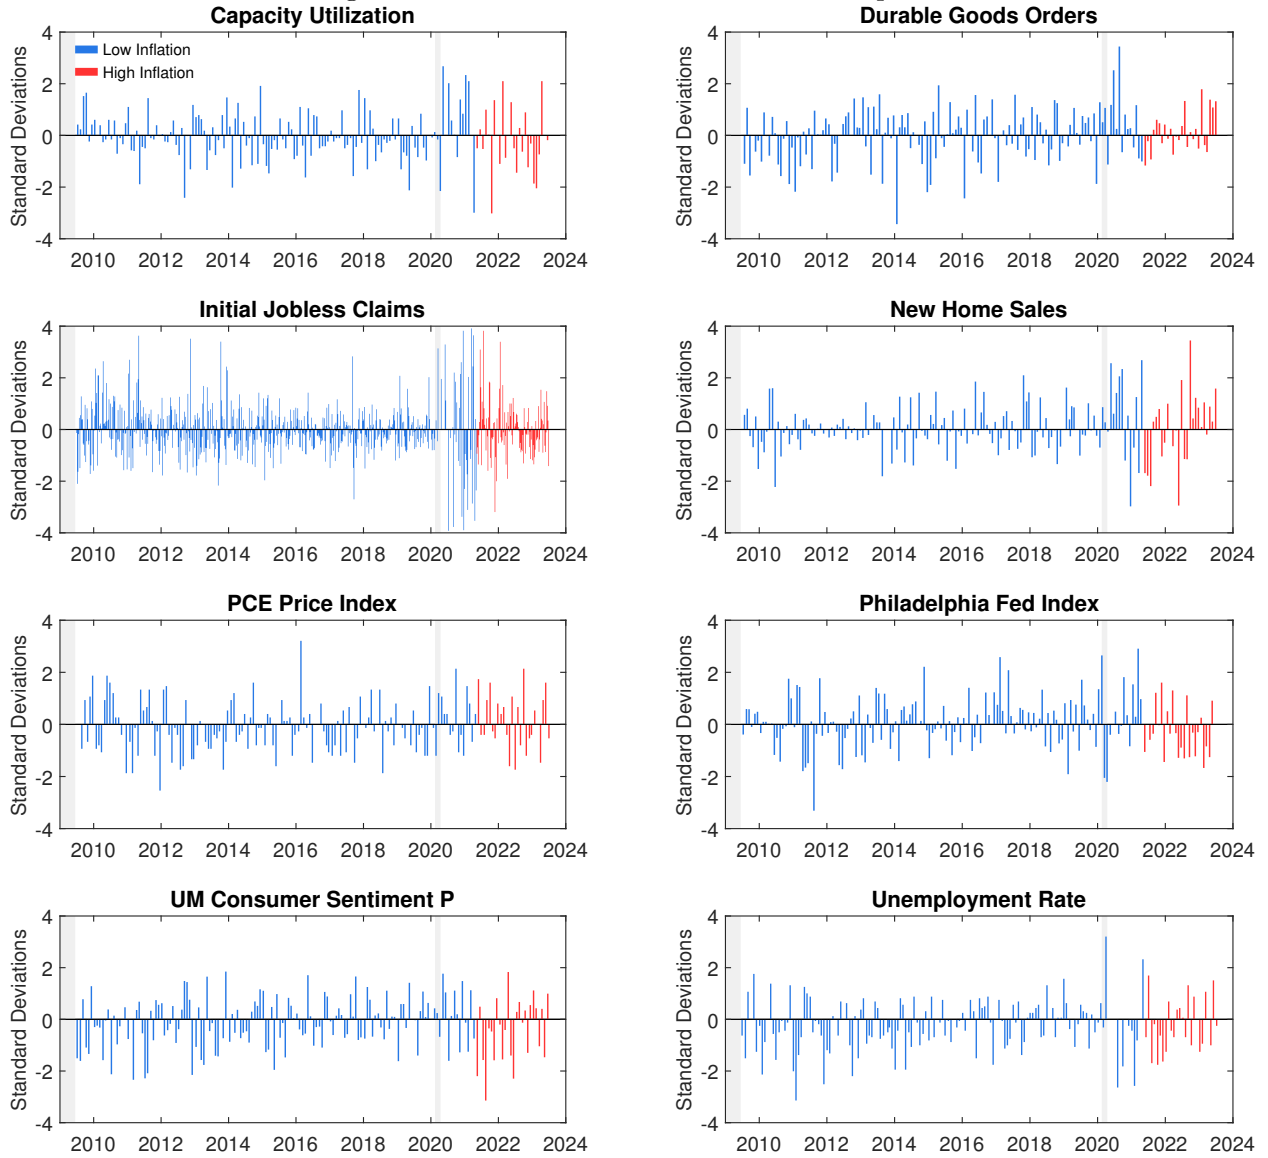 Capacity Utilization
Standard Deviations
4
2
0
-2
-4
Low Inflation
High Inflation
2010 2012 2014 2016 2018 2020 2022 2024
Durable Goods Orders
Standard Deviations
4
2
0
-2
-4
2010 2012 2014 2016 2018 2020 2022 2024
Initial Jobless Claims
Standard Deviations
4
2
0
-2
-4
2010 2012 2014 2016 2018 2020 2022 2024
New Home Sales
Standard Deviations
4
2
0
-2
-4
2010 2012 2014 2016 2018 2020 2022 2024
PCE Price Index
Standard Deviations
4
2
0
-2
-4
2010 2012 2014 2016 2018 2020 2022 2024
Philadelphia Fed Index
Standard Deviations
4
2
0
-2
-4
2010 2012 2014 2016 2018 2020 2022 2024
UM Consumer Sentiment P
Standard Deviations
4
2
0
-2
-4
2010 2012 2014 2016 2018 2020 2022 2024
Unemployment Rate
Standard Deviations
4
2
0
-2
-4
2010 2012 2014 2016 2018 2020 2022 2024